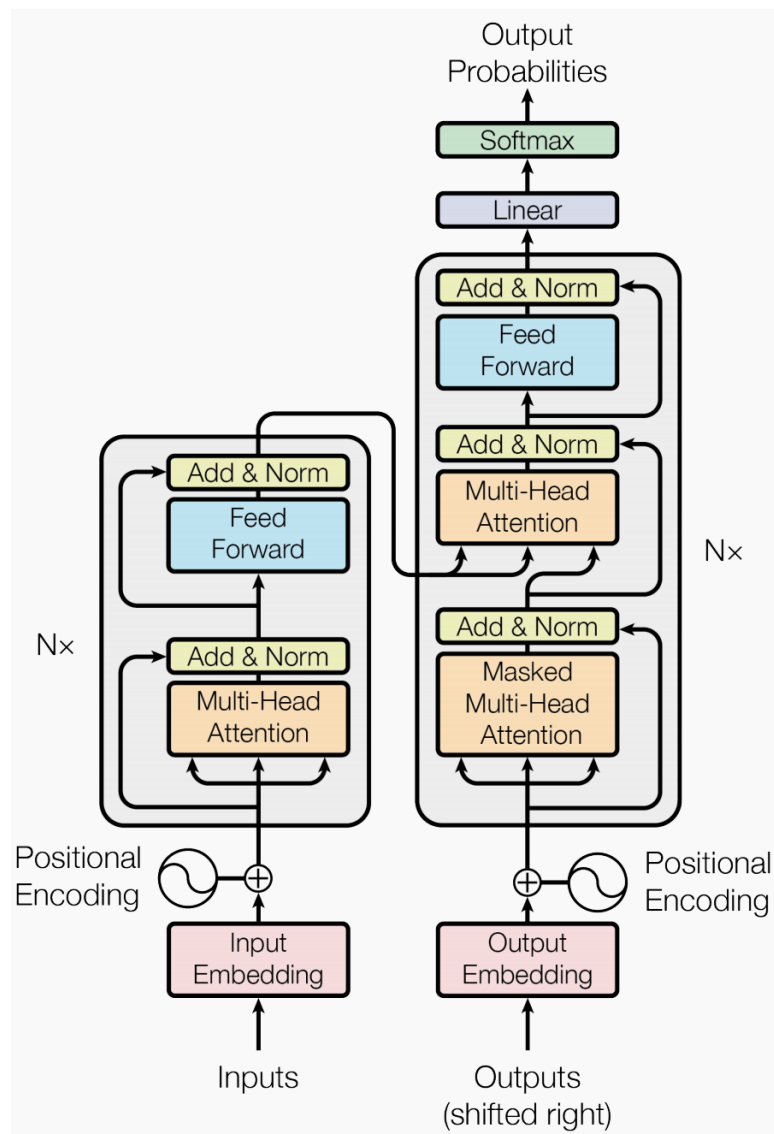 Output
Probabilities
Softmax
Linear
Add & Norm
Feed
Forward
Add & Norm
Multi-Head
Attention
Add & Norm
Masked
Multi-Head
Attention
N×
Positional
Encoding
Output
Embedding
Outputs
(shifted right)
Add & Norm
Feed
Forward
Add & Norm
Multi-Head
Attention
N×
Positional
Encoding
Input
Embedding
Inputs